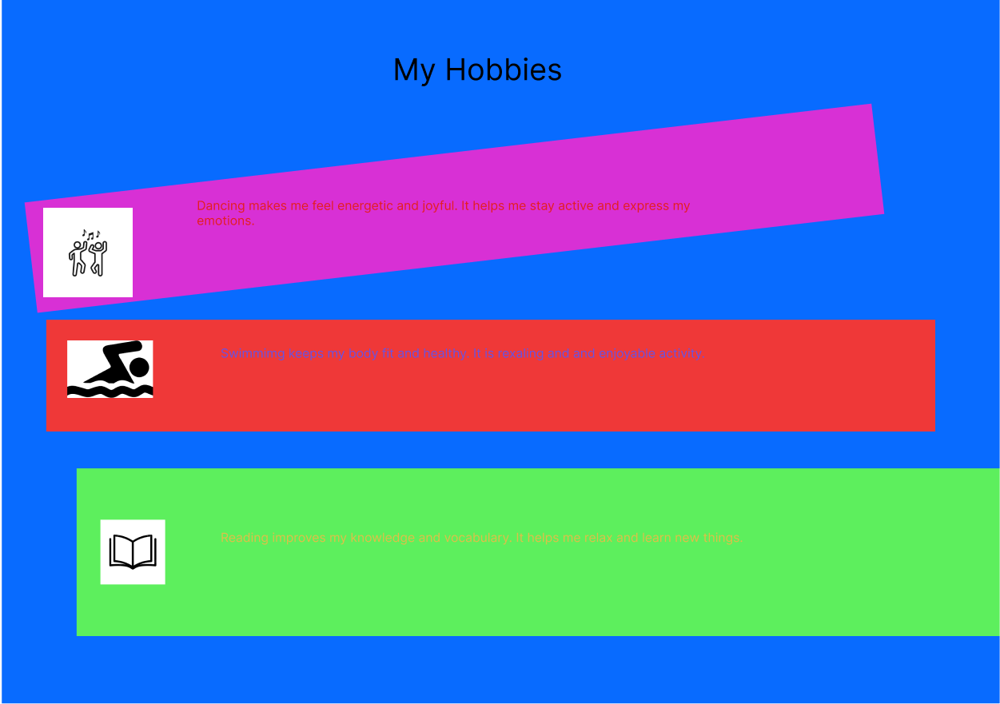 My Hobbies
Dancing makes me feel energetic and joyful. It helps me stay active and express my
emotions.
Swimming keeps my body fit and healthy. It is rexaling and and enjoyable activity.
Reading improves my knowledge and vocabulary. It helps me relax and learn new things.